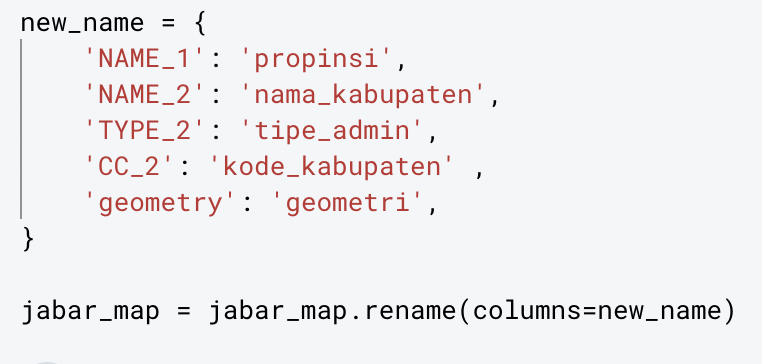 new_name = {
    'NAME_1': 'propinsi',
    'NAME_2': 'nama_kabupaten',
    'TYPE_2': 'tipe_admin',
    'CC_2': 'kode_kabupaten' ,
    'geometry': 'geometri',
}
jabar_map = jabar_map.rename(columns=new_name)